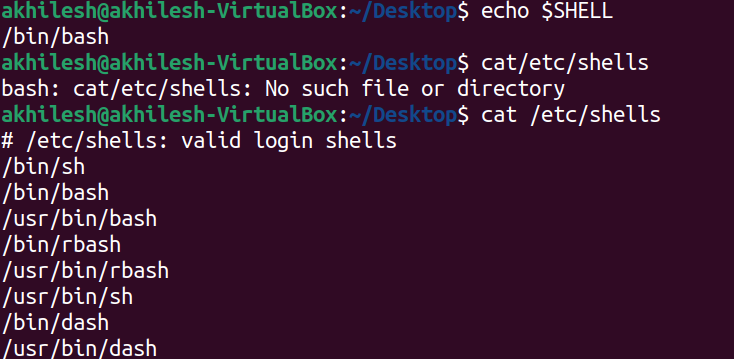 akhilesh@akhilesh-VirtualBox:~/Desktop$ echo $SHELL
/bin/bash
akhilesh@akhilesh-VirtualBox:~/Desktop$ cat/etc/shells
bash: cat/etc/shells: No such file or directory
akhilesh@akhilesh-VirtualBox:~/Desktop$ cat /etc/shells
# /etc/shells: valid login shells
/bin/sh
/bin/bash
/usr/bin/bash
/bin/rbash
/usr/bin/rbash
/usr/bin/sh
/bin/dash
/usr/bin/dash